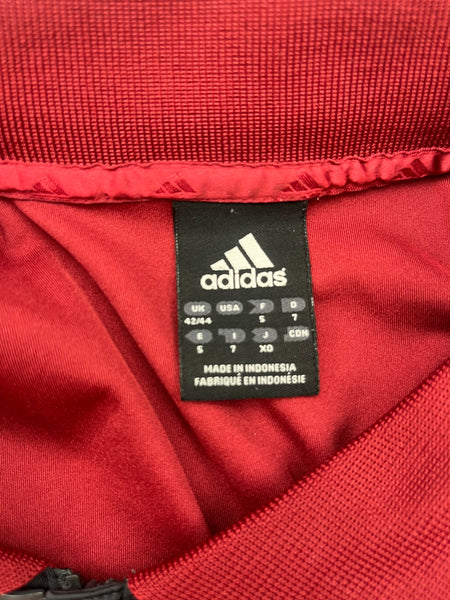 adidas
UK USA F D
42/44 5 7
E I J CDN
5 7 XO
MADE IN INDONESIA
FABRIQUÉ EN INDONÉSIE